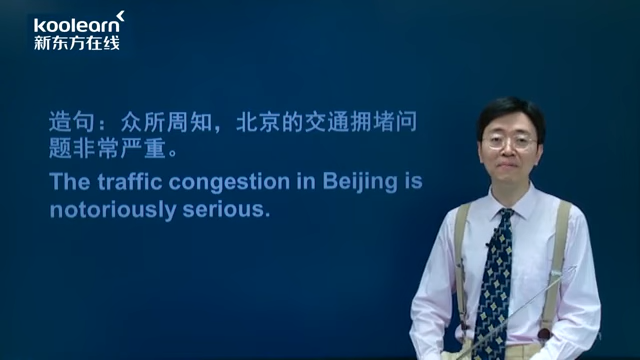 koolearn
新东方在线
造句：众所周知，北京的交通拥堵问
题非常严重。
The traffic congestion in Beijing is
notoriously serious.